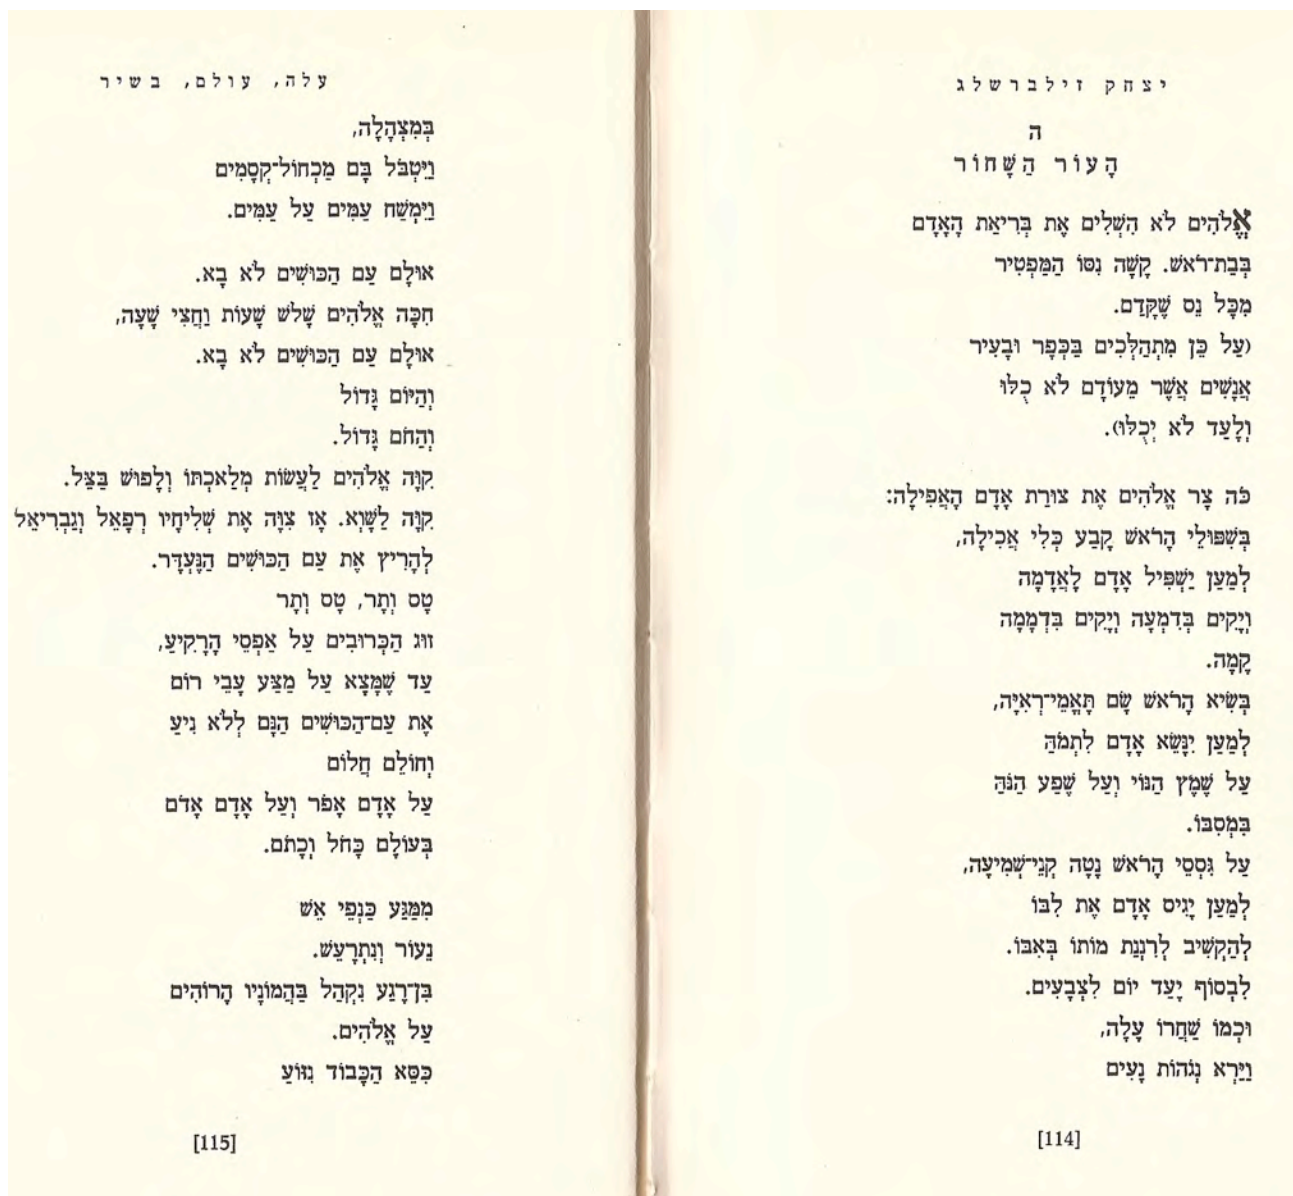 יצחק זילברשלג
ה
הָעוֹר הַשָּׁחוֹר
אֱלֹהִים לֹא הִשְׁלִים אֶת בְּרִיאַת הָאָדָם
בְּבַת־רֹאשׁ. קָשָׁה נִסּוֹ הַמַּפְטִיר
מִכָּל נֵס שֶׁקָּדַם.
(עַל כֵּן מִתְהַלְּכִים בַּכְּפָר וּבָעִיר
אֲנָשִׁים אֲשֶׁר מֵעוֹדָם לֹא כֻלּוּ
וְלָעַד לֹא יְכֻלּוּ).
כֹּה צָר אֱלֹהִים אֶת צוּרַת אָדָם הָאֲפִילָה:
בְּשִׁפּוּלֵי הָרֹאשׁ קָבַע כְּלִי אֲכִילָה,
לְמַעַן יַשְׁפִּיל אָדָם לָאֲדָמָה
וְיָקִים בְּדִמְעָה וְיָקִים בִּדְמָמָה
קָמָה.
בְּשִׂיא הָרֹאשׁ שָׂם תָּאֳמֵי־רְאִיָּה,
לְמַעַן יִנָּשֵׂא אָדָם לִתְמֹהַּ
עַל שֶׁמֶץ הַנּוֹי וְעַל שֶׁפַע הַנֹּהַּ
בִּמְסִבּוֹ.
עַל גִּסְסֵי הָרֹאשׁ נָטָה קְנֵי־שְׁמִיעָה,
לְמַעַן יָגִיס אָדָם אֶת לִבּוֹ
לְהַקְשִׁיב לְרִנְנַת מוֹתוֹ בְּאִבּוֹ.
לִבְסוֹף יָעַד יוֹם לִצְבָעִים.
וּכְמוֹ שַׁחֲרוֹ עָלָה,
וַיַּרְא נְגֹהוֹת נָעִים
[114]
עלה, עולם, בשיר
בְּמִצְהָלָה,
וַיִּטְבֹּל בָּם מַכְחוֹל־קְסָמִים
וַיִּמְשַׁח עַמִּים עַל עַמִּים.
אוּלָם עַם הַכּוּשִׁים לֹא בָא.
חִכָּה אֱלֹהִים שָׁלֹשׁ שָׁעוֹת וַחֲצִי שָׁעָה,
אוּלָם עַם הַכּוּשִׁים לֹא בָא.
וְהַיּוֹם גָּדוֹל
וְהַחֹם גָּדוֹל.
קִוָּה אֱלֹהִים לַעֲשׂוֹת מְלַאכְתּוֹ וְלָפוּשׁ בַּצֵּל.
קִוָּה לַשָּׁוְא. אָז צִוָּה אֶת שְׁלִיחָיו רְפָאֵל וְגַבְרִיאֵל
לְהָרִיץ אֶת עַם הַכּוּשִׁים הַנֶּעְדָּר.
טָס וְתָר, טָס וְתָר
זוּג הַכְּרוּבִים עַל אַפְסֵי הָרָקִיעַ,
עַד שֶׁמָּצָא עַל מַצַּע עָבֵי רוֹם
אֶת עַם־הַכּוּשִׁים הַנָּם לְלֹא נִיעַ
וְחוֹלֵם חֲלוֹם
עַל אָדָם אָפֹר וְעַל אָדָם אָדֹם
בְּעוֹלָם כָּחֹל וְכָתֹם.
מִמַּגַּע כַּנְפֵי אֵשׁ
נֵעוֹר וְנִתְרָעֵשׁ.
בִּן־רֶגַע נִקְהַל בַּהֲמוֹנָיו הָרוֹהִים
עַל אֱלֹהִים.
כִּסֵּא הַכָּבוֹד נִזּוֹעַ
[115]